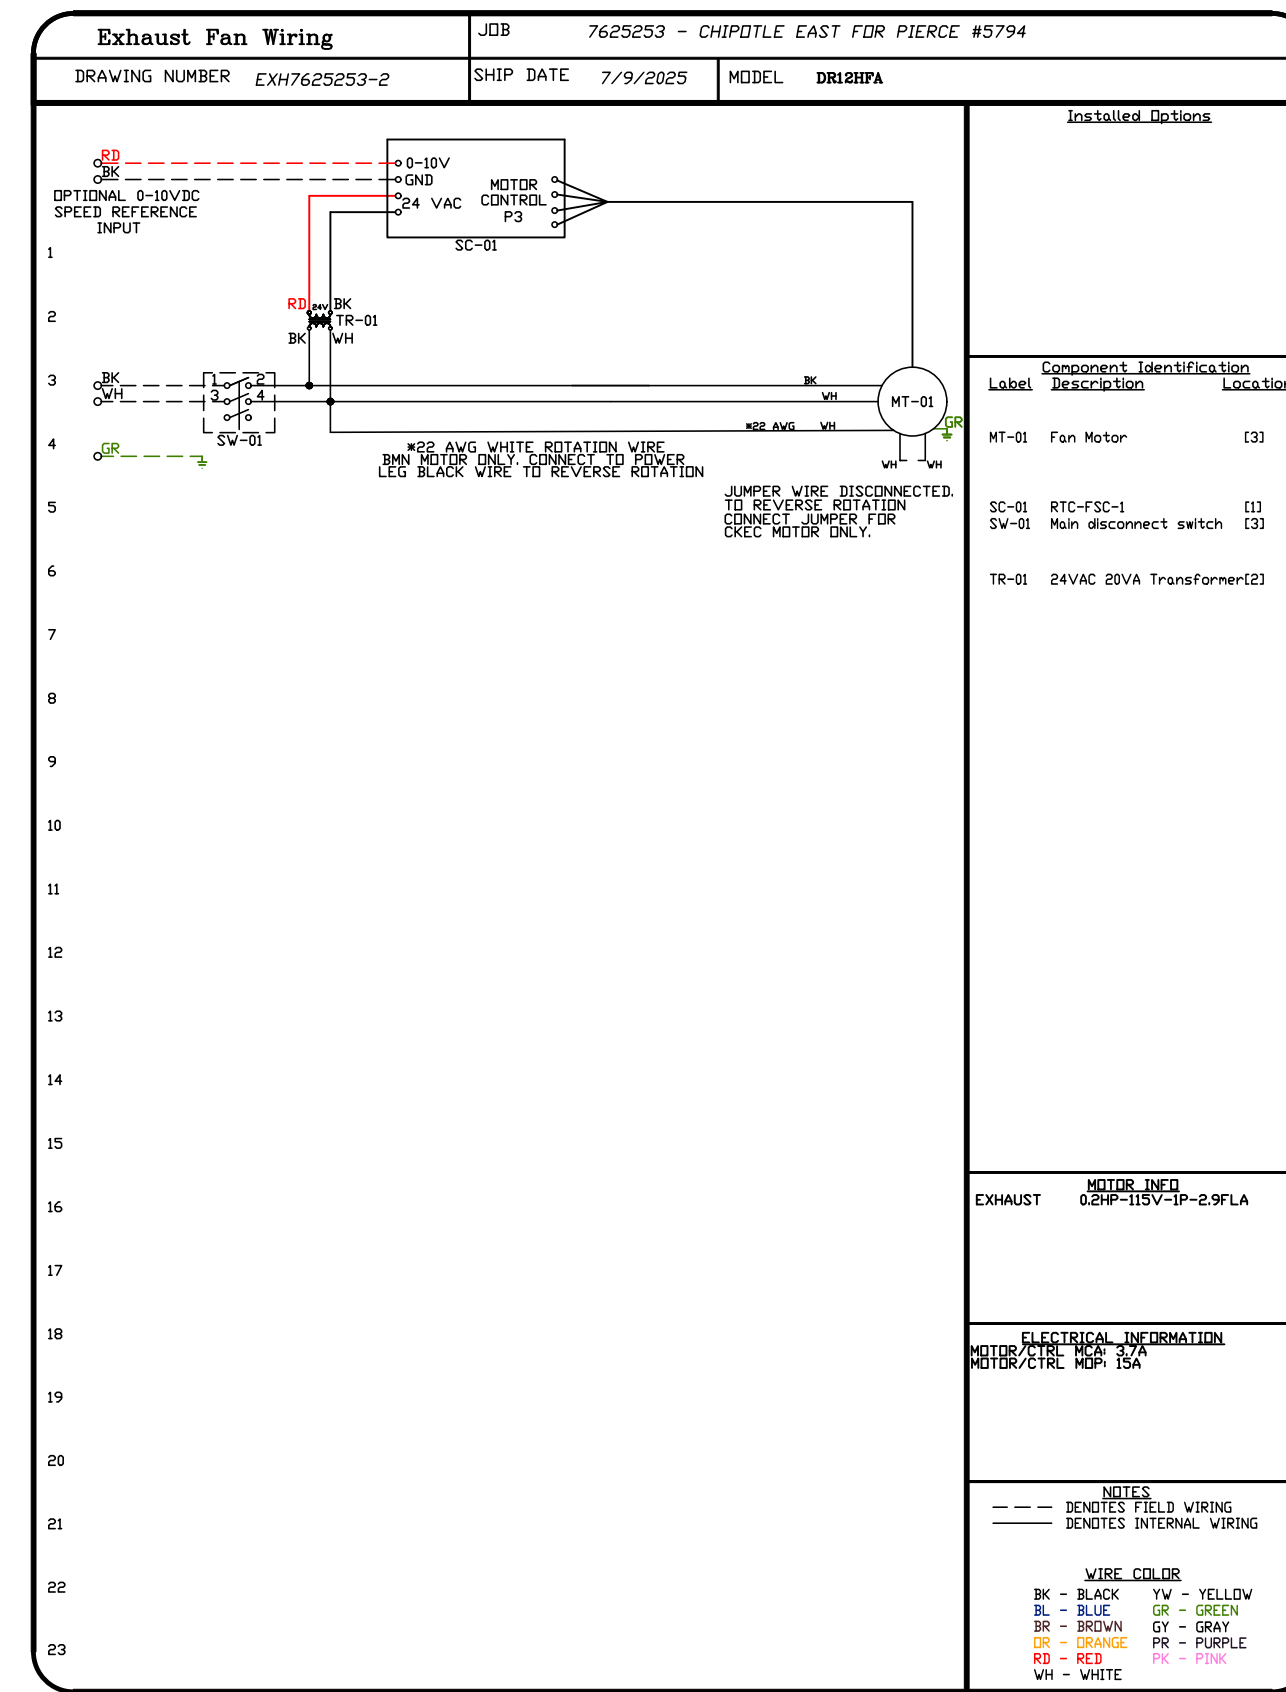 Exhaust Fan Wiring
JOB 7625253 - CHIPOTLE EAST FOR PIERCE #5794
DRAWING NUMBER EXH7625253-2
SHIP DATE 7/9/2025
MODEL DR12HFA
RD
BK
OPTIONAL 0-10VDC
SPEED REFERENCE
INPUT
0-10V
GND
24 VAC
MOTOR
CONTROL
P3
SC-01
RD 24V BK
TR-01
BK WH
BK
WH
1 2
3 4
SW-01
GR
BK
WH
*22 AWG WH
MT-01
GR
WH WH
*22 AWG WHITE ROTATION WIRE
BMN MOTOR ONLY. CONNECT TO POWER
LEG BLACK WIRE TO REVERSE ROTATION
JUMPER WIRE DISCONNECTED.
TO REVERSE ROTATION
CONNECT JUMPER FOR
CKEC MOTOR ONLY.
1
2
3
4
5
6
7
8
9
10
11
12
13
14
15
16
17
18
19
20
21
22
23
Installed Options
Component Identification
Label Description Location
MT-01 Fan Motor [3]
SC-01 RTC-FSC-1 [1]
SW-01 Main disconnect switch [3]
TR-01 24VAC 20VA Transformer[2]
MOTOR INFO
EXHAUST 0.2HP-115V-1P-2.9FLA
ELECTRICAL INFORMATION
MOTOR/CTRL MCA: 3.7A
MOTOR/CTRL MOP: 15A
NOTES
DENOTES FIELD WIRING
DENOTES INTERNAL WIRING
WIRE COLOR
BK - BLACK YW - YELLOW
BL - BLUE GR - GREEN
BR - BROWN GY - GRAY
OR - ORANGE PR - PURPLE
RD - RED PK - PINK
WH - WHITE